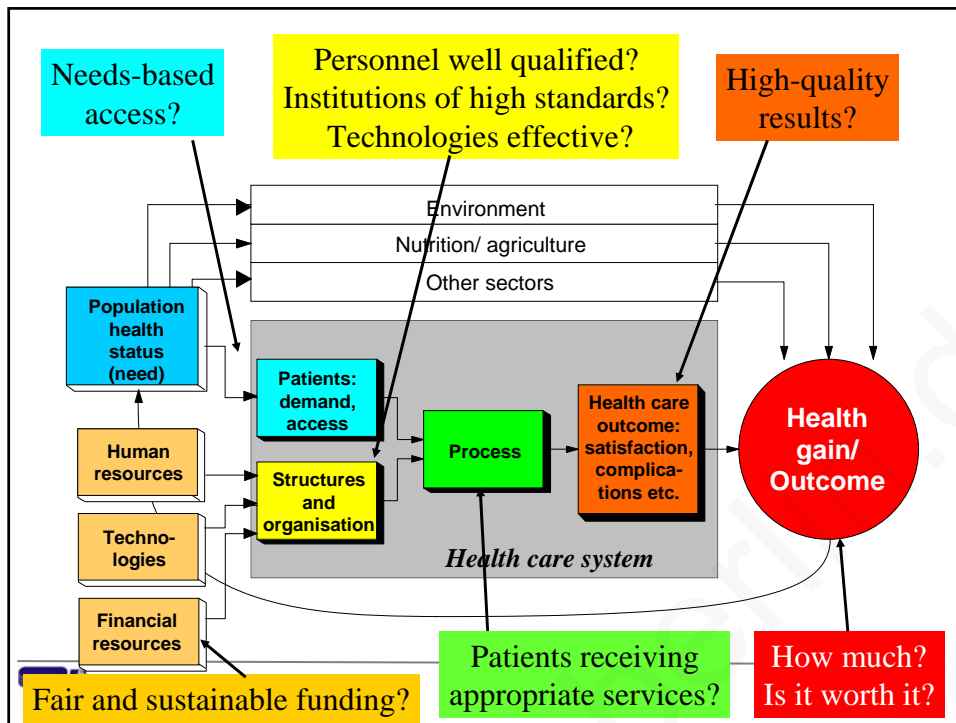 Needs-based
access?
Personnel well qualified?
Institutions of high standards?
Technologies effective?
High-quality
results?
Environment
Nutrition/ agriculture
Other sectors
Population
health
status
(need)
Patients:
demand,
access
Human
resources
Structures
and
organisation
Process
Health care
outcome:
satisfaction,
complica-
tions etc.
Health
gain/
Outcome
Techno-
logies
Health care system
Financial
resources
Fair and sustainable funding?
Patients receiving
appropriate services?
How much?
Is it worth it?